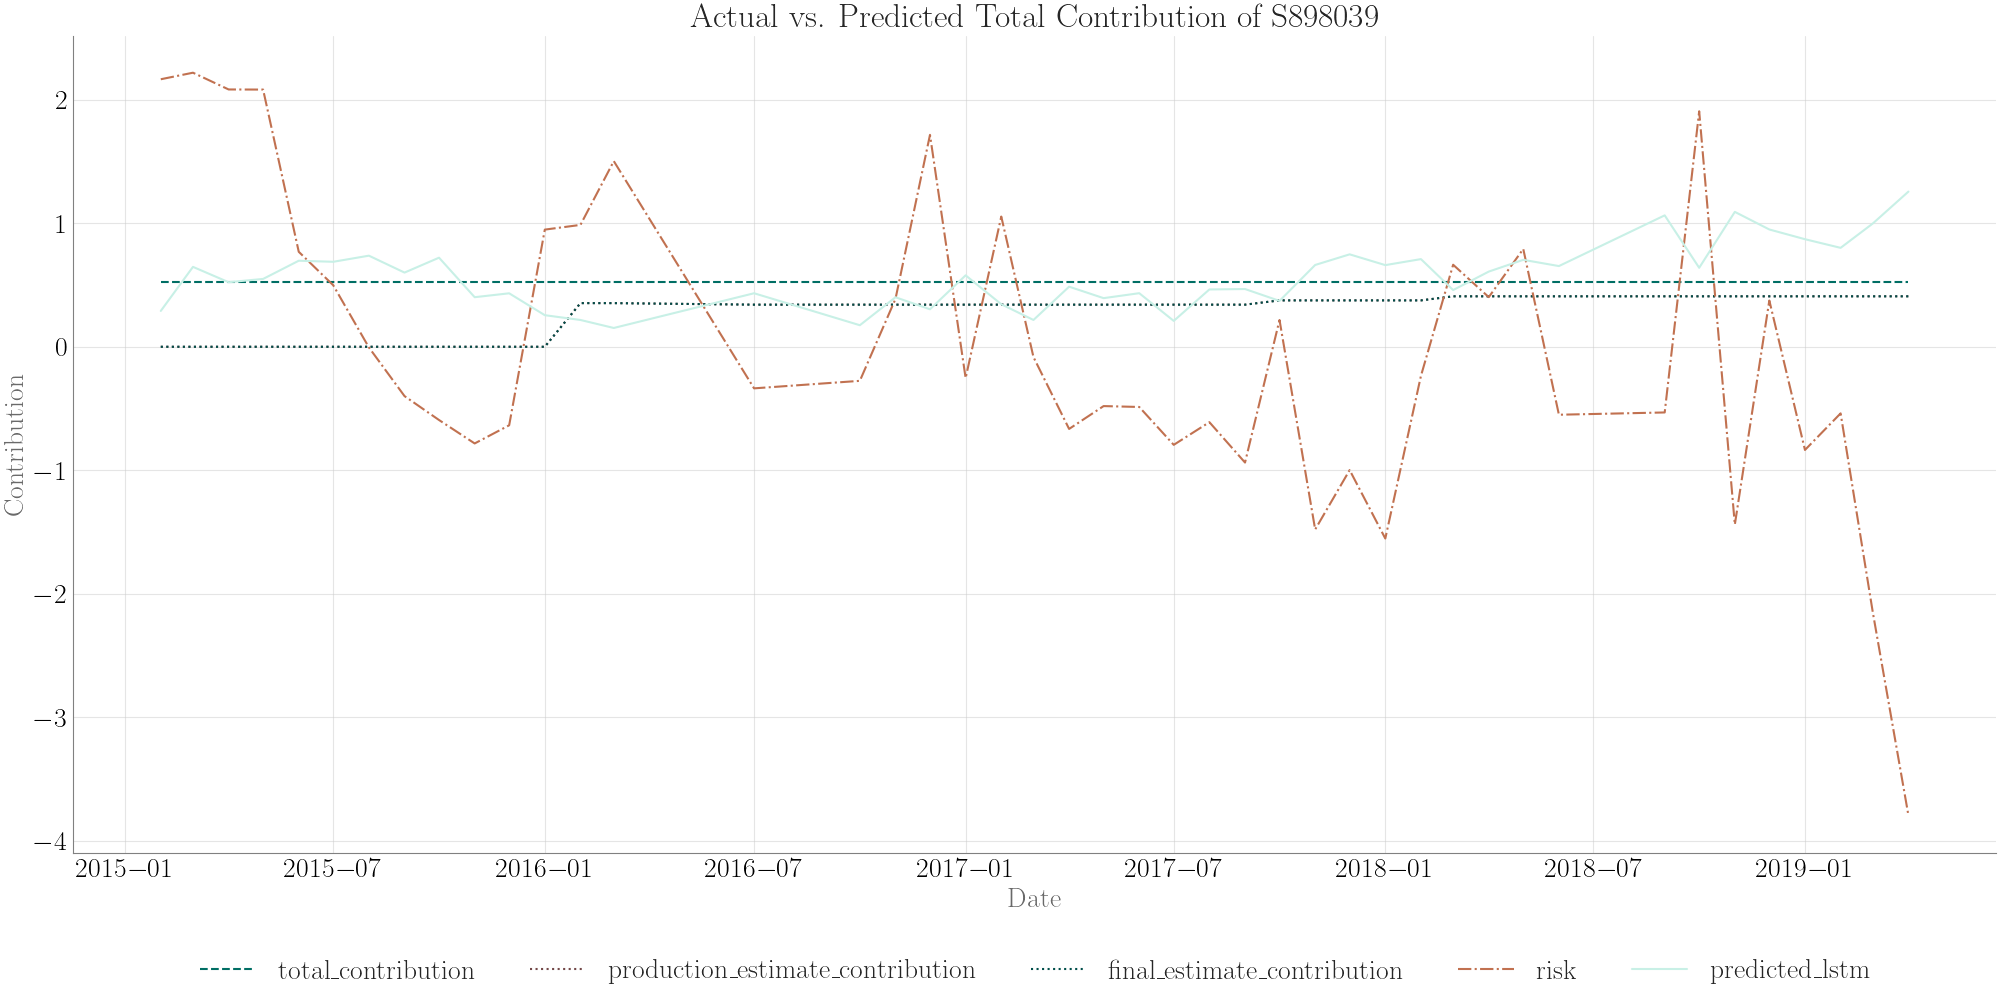 Actual vs. Predicted Total Contribution of S898039
Contribution
2
1
0
−1
−2
−3
−4
2015−01 2015−07 2016−01 2016−07 2017−01 2017−07 2018−01 2018−07 2019−01
Date
total_contribution production_estimate_contribution final_estimate_contribution risk predicted_lstm